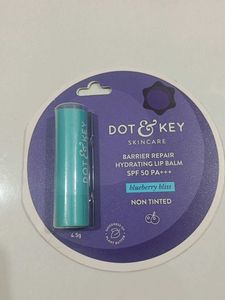 DOT & KEY
SKINCARE
BARRIER REPAIR
HYDRATING LIP BALM
SPF 50 PA+++
blueberry bliss
NON TINTED
4.5g